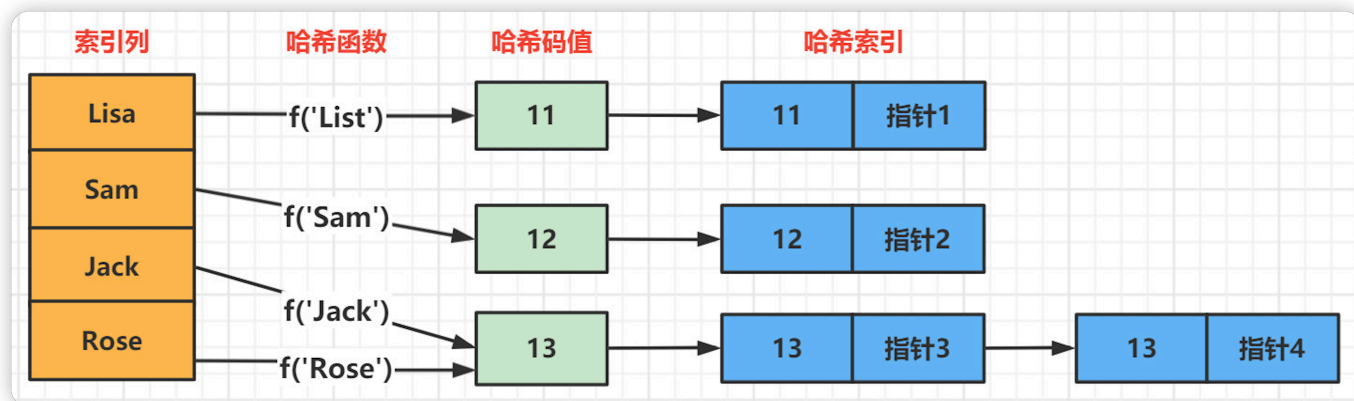 索引列 哈希函数 哈希码值 哈希索引
Lisa f('List') 11 11 指针1
Sam f('Sam') 12 12 指针2
Jack f('Jack')
13 13 指针3 13 指针4
Rose f('Rose')